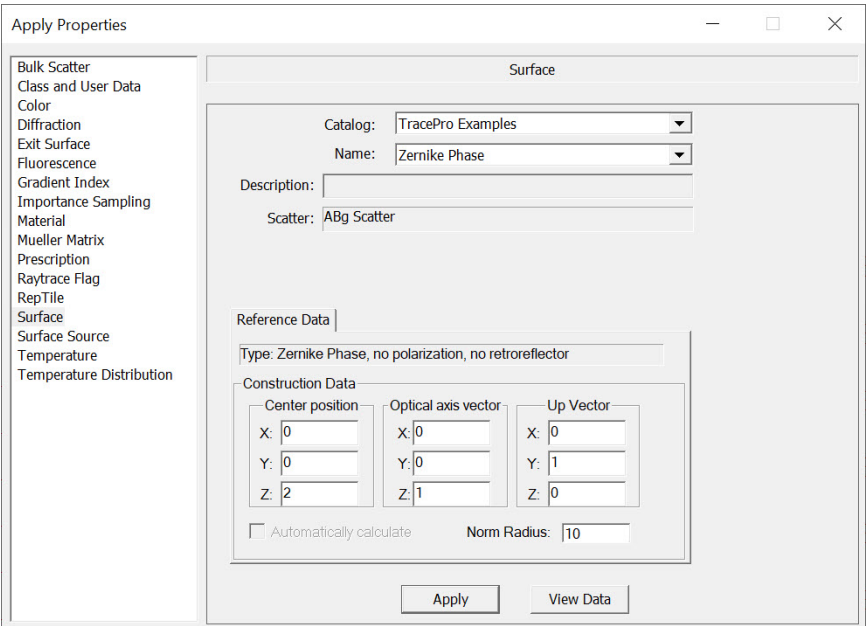 Apply Properties
Bulk Scatter
Class and User Data
Color
Diffraction
Exit Surface
Fluorescence
Gradient Index
Importance Sampling
Material
Mueller Matrix
Prescription
Raytrace Flag
RepTile
Surface
Surface Source
Temperature
Temperature Distribution
Surface
Catalog: TracePro Examples
Name: Zernike Phase
Description:
Scatter: ABg Scatter
Reference Data
Type: Zernike Phase, no polarization, no retroreflector
Construction Data
Center position Optical axis vector Up Vector
X: 0 X: 0 X: 0
Y: 0 Y: 0 Y: 1
Z: 2 Z: 1 Z: 0
Automatically calculate Norm Radius: 10
Apply View Data